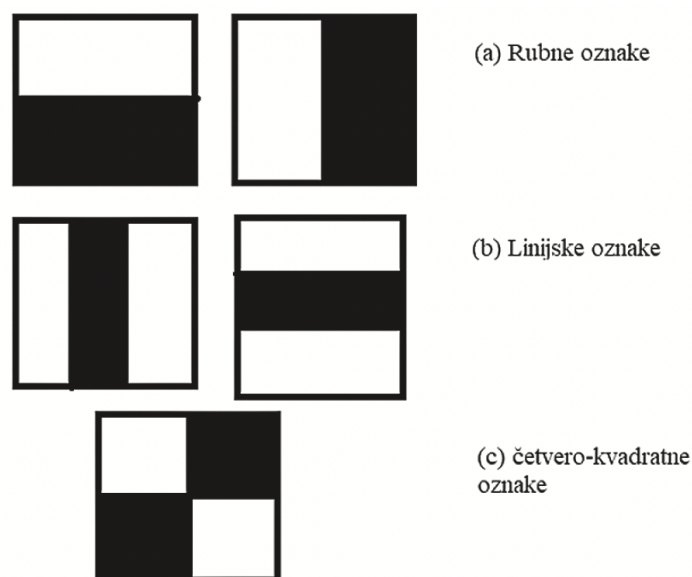 (a) Rubne oznake
(b) Linijske oznake
(c) četvero-kvadratne
oznake